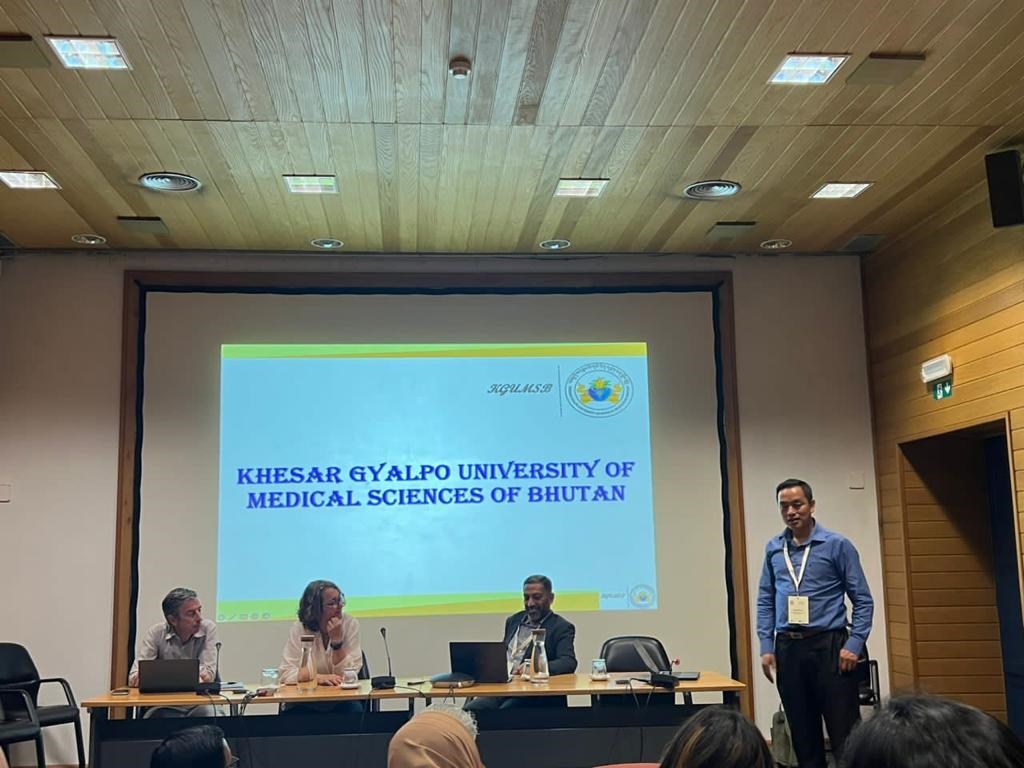 KGUMSB
KHESAR GYALPO UNIVERSITY OF
MEDICAL SCIENCES OF BHUTAN